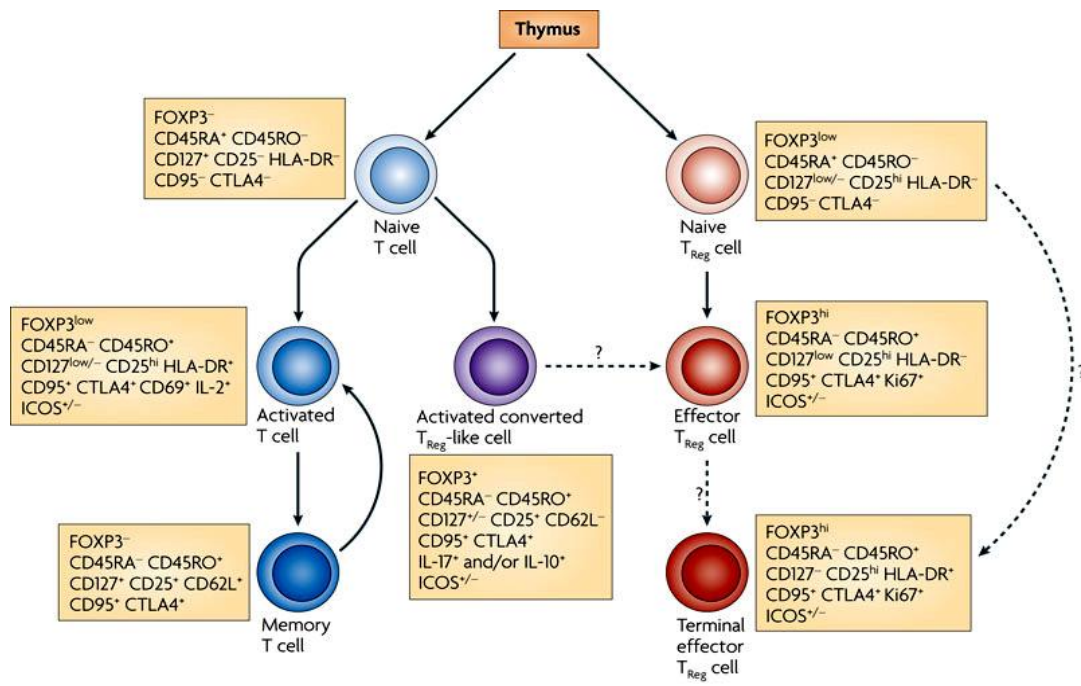 Thymus
FOXP3⁻
CD45RA⁺ CD45RO⁻
CD127⁺ CD25⁻ HLA-DR⁻
CD95⁻ CTLA4⁻
Naive
T cell
FOXP3ˡᵒʷ
CD45RA⁺ CD45RO⁻
CD127ˡᵒʷ/⁻ CD25ʰⁱ HLA-DR⁻
CD95⁻ CTLA4⁻
Naive
T_Reg cell
?
FOXP3ˡᵒʷ
CD45RA⁻ CD45RO⁺
CD127ˡᵒʷ/⁻ CD25ʰⁱ HLA-DR⁺
CD95⁺ CTLA4⁺ CD69⁺ IL-2⁺
ICOS⁺/⁻
Activated
T cell
Activated converted
T_Reg-like cell
?
FOXP3ʰⁱ
CD45RA⁻ CD45RO⁺
CD127ˡᵒʷ CD25ʰⁱ HLA-DR⁻
CD95⁺ CTLA4⁺ Ki67⁺
ICOS⁺/⁻
Effector
T_Reg cell
FOXP3⁺
CD45RA⁻ CD45RO⁺
CD127⁺/⁻ CD25⁺ CD62L⁻
CD95⁺ CTLA4⁺
IL-17⁺ and/or IL-10⁺
ICOS⁺/⁻
?
FOXP3⁻
CD45RA⁻ CD45RO⁺
CD127⁺ CD25⁺ CD62L⁺
CD95⁺ CTLA4⁺
Memory
T cell
FOXP3ʰⁱ
CD45RA⁻ CD45RO⁺
CD127⁻ CD25ʰⁱ HLA-DR⁺
CD95⁺ CTLA4⁺ Ki67⁺
ICOS⁺/⁻
Terminal
effector
T_Reg cell